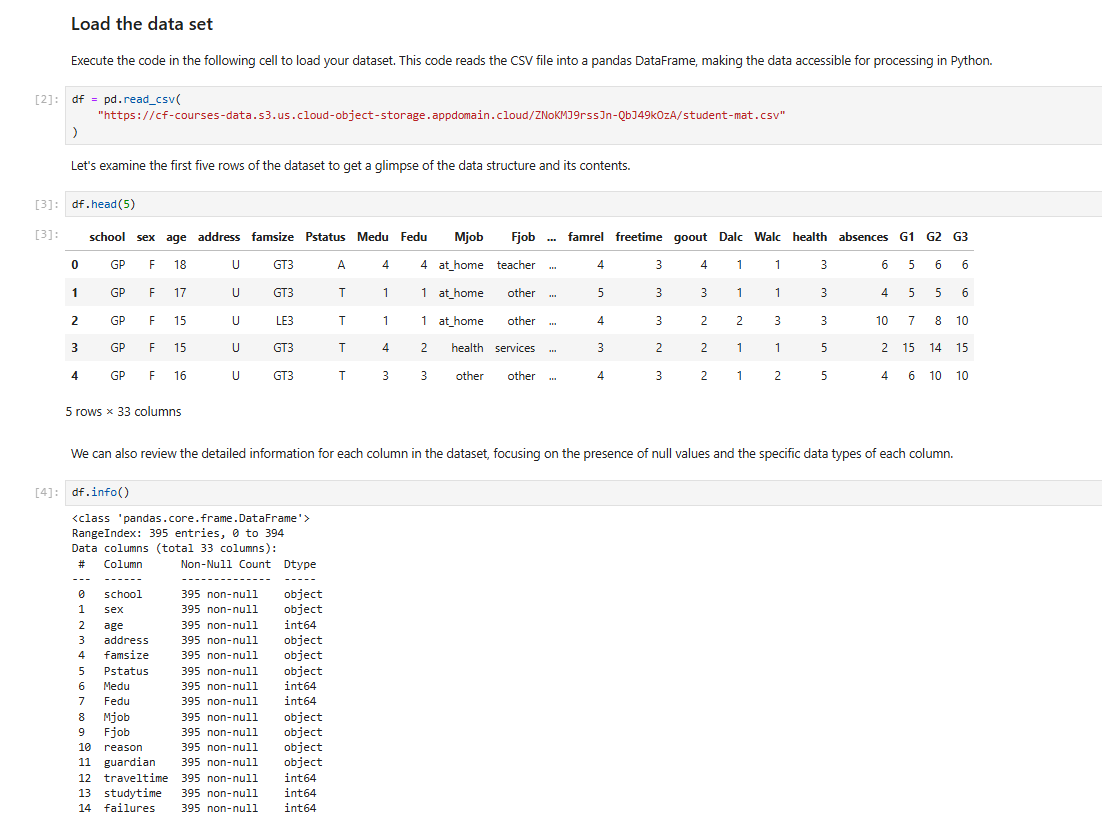 Load the data set
Execute the code in the following cell to load your dataset. This code reads the CSV file into a pandas DataFrame, making the data accessible for processing in Python.
[2]: df = pd.read_csv(
"https://cf-courses-data.s3.us.cloud-object-storage.appdomain.cloud/ZNoKMJ9rssJn-QbJ49kOzA/student-mat.csv"
)
Let's examine the first five rows of the dataset to get a glimpse of the data structure and its contents.
[3]: df.head(5)
[3]: school sex age address famsize Pstatus Medu Fedu Mjob Fjob ... famrel freetime goout Dalc Walc health absences G1 G2 G3
0 GP F 18 U GT3 A 4 4 at_home teacher ... 4 3 4 1 1 3 6 5 6 6
1 GP F 17 U GT3 T 1 1 at_home other ... 5 3 3 1 1 3 4 5 5 6
2 GP F 15 U LE3 T 1 1 at_home other ... 4 3 2 2 3 3 10 7 8 10
3 GP F 15 U GT3 T 4 2 health services ... 3 2 2 1 1 5 2 15 14 15
4 GP F 16 U GT3 T 3 3 other other ... 4 3 2 1 2 5 4 6 10 10
5 rows × 33 columns
We can also review the detailed information for each column in the dataset, focusing on the presence of null values and the specific data types of each column.
[4]: df.info()
<class 'pandas.core.frame.DataFrame'>
RangeIndex: 395 entries, 0 to 394
Data columns (total 33 columns):
# Column Non-Null Count Dtype
--- ------ -------------- -----
0 school 395 non-null object
1 sex 395 non-null object
2 age 395 non-null int64
3 address 395 non-null object
4 famsize 395 non-null object
5 Pstatus 395 non-null object
6 Medu 395 non-null int64
7 Fedu 395 non-null int64
8 Mjob 395 non-null object
9 Fjob 395 non-null object
10 reason 395 non-null object
11 guardian 395 non-null object
12 traveltime 395 non-null int64
13 studytime 395 non-null int64
14 failures 395 non-null int64